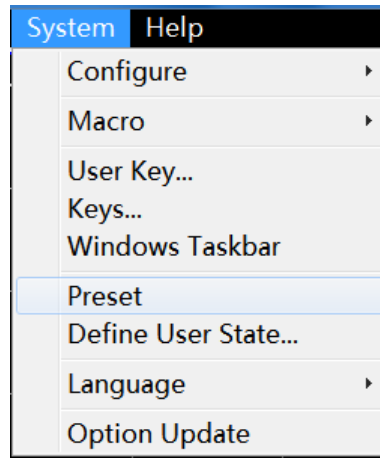 System Help
Configure
Macro
User Key...
Keys...
Windows Taskbar
Preset
Define User State...
Language
Option Update